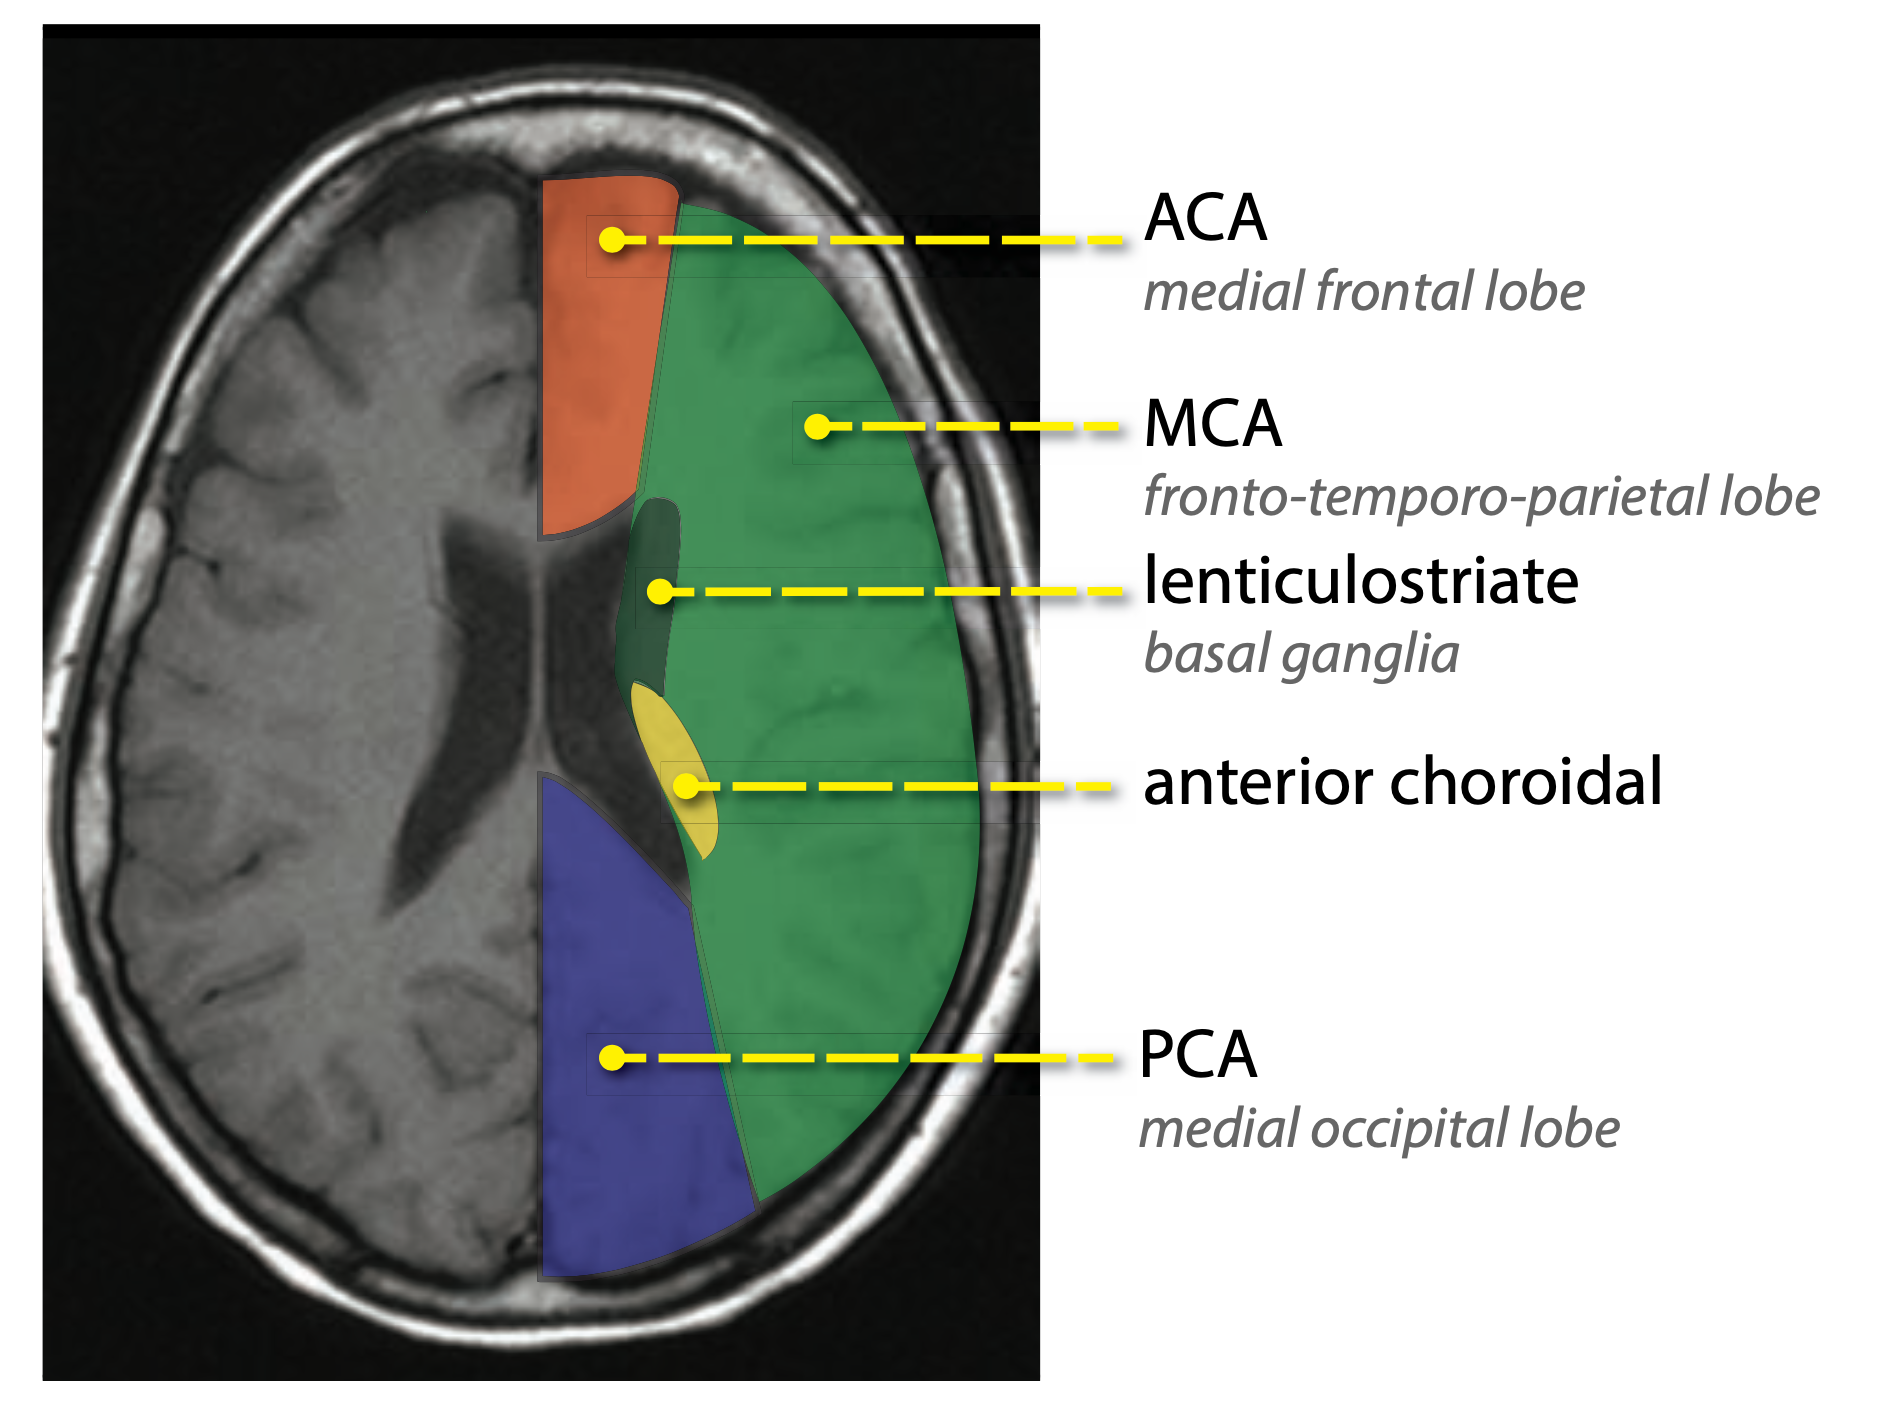 ACA
medial frontal lobe
MCA
fronto-temporo-parietal lobe
lenticulostriate
basal ganglia
anterior choroidal
PCA
medial occipital lobe